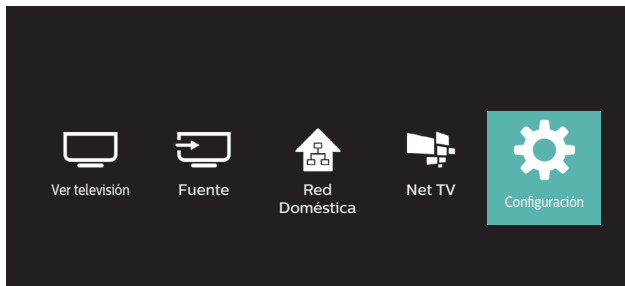 Ver televisión
Fuente
Red
Doméstica
Net TV
Configuración